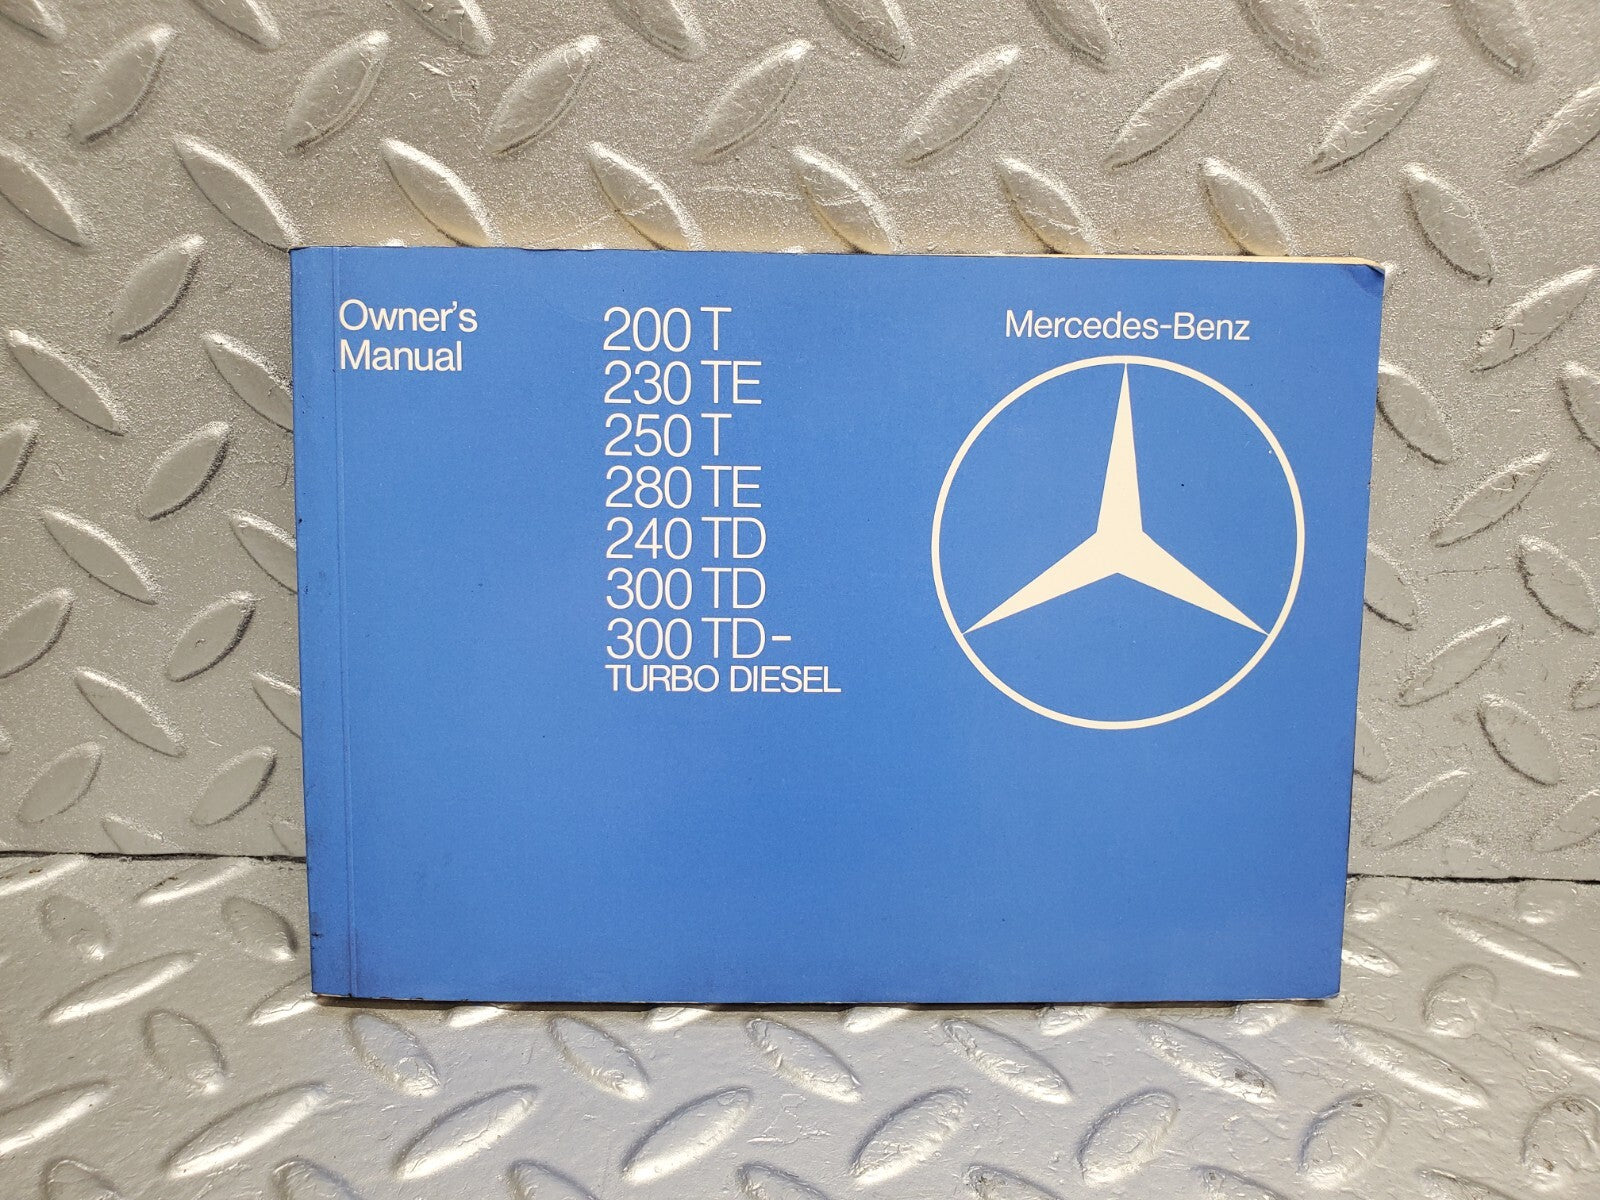 Owner's
Manual
200 T
230 TE
250 T
280 TE
240 TD
300 TD
300 TD-
TURBO DIESEL
Mercedes-Benz